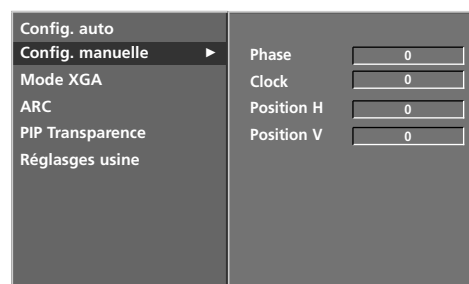 Config. auto
Config. manuelle ►
Mode XGA
ARC
PIP Transparence
Réglasges usine
Phase 0
Clock 0
Position H 0
Position V 0